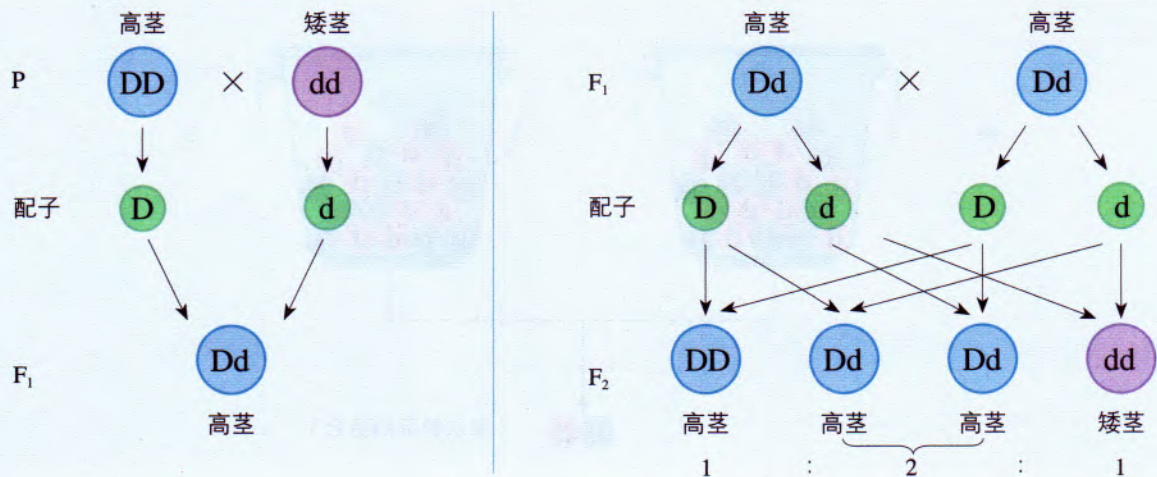 高茎 矮茎
P DD × dd
配子 D d
F₁ Dd
高茎
高茎 高茎
F₁ Dd × Dd
配子 D d D d
F₂ DD Dd Dd dd
高茎 高茎 高茎 矮茎
1 : 2 : 1